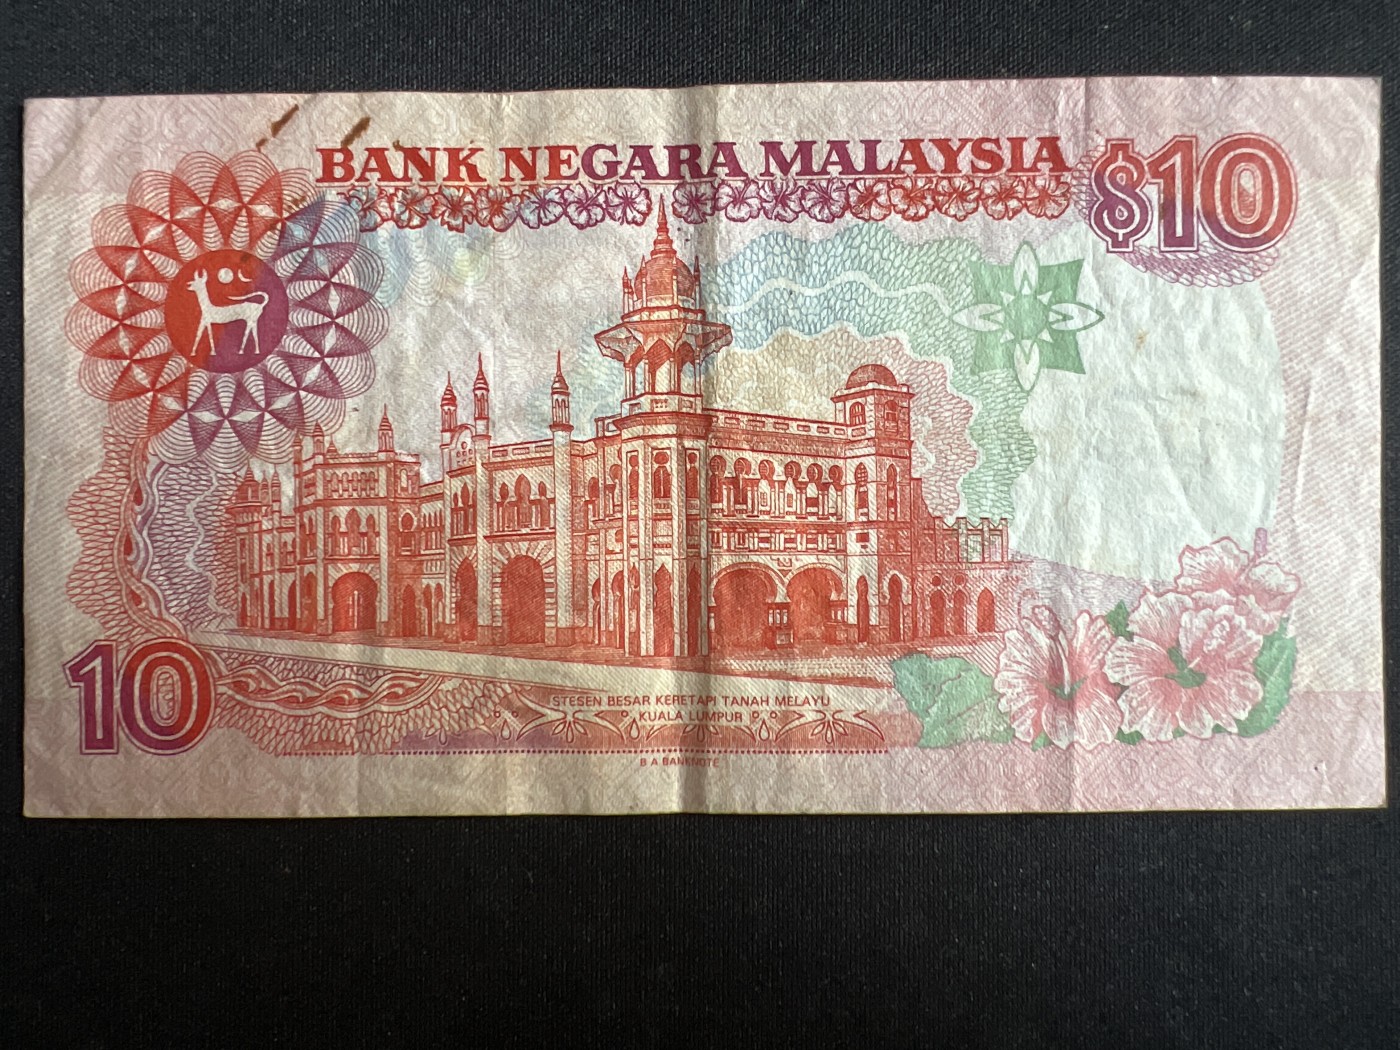 BANK NEGARA MALAYSIA
$10
10
STESEN BESAR KERETAPI TANAH MELAYU
KUALA LUMPUR
B A BANKNOTE